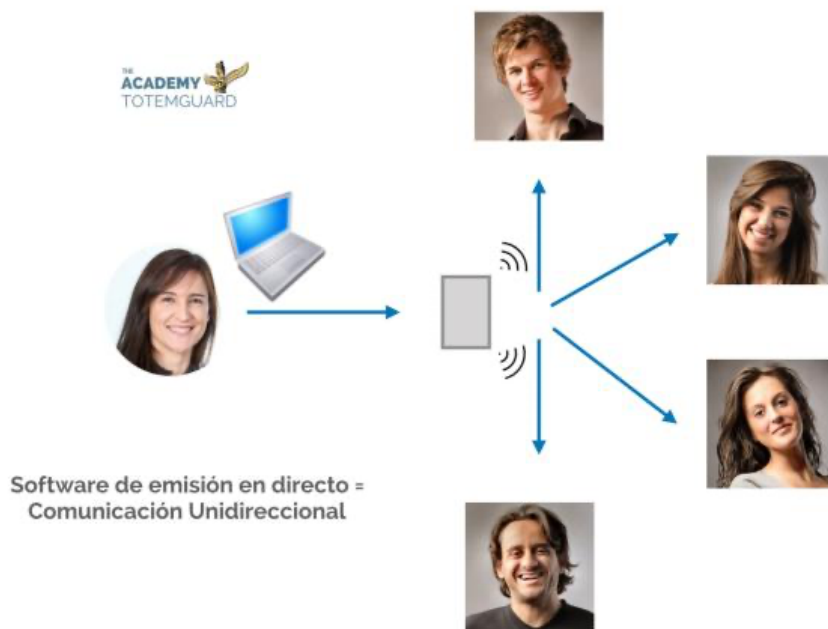 THE
ACADEMY
TOTEMGUARD
Software de emisión en directo =
Comunicación Unidireccional